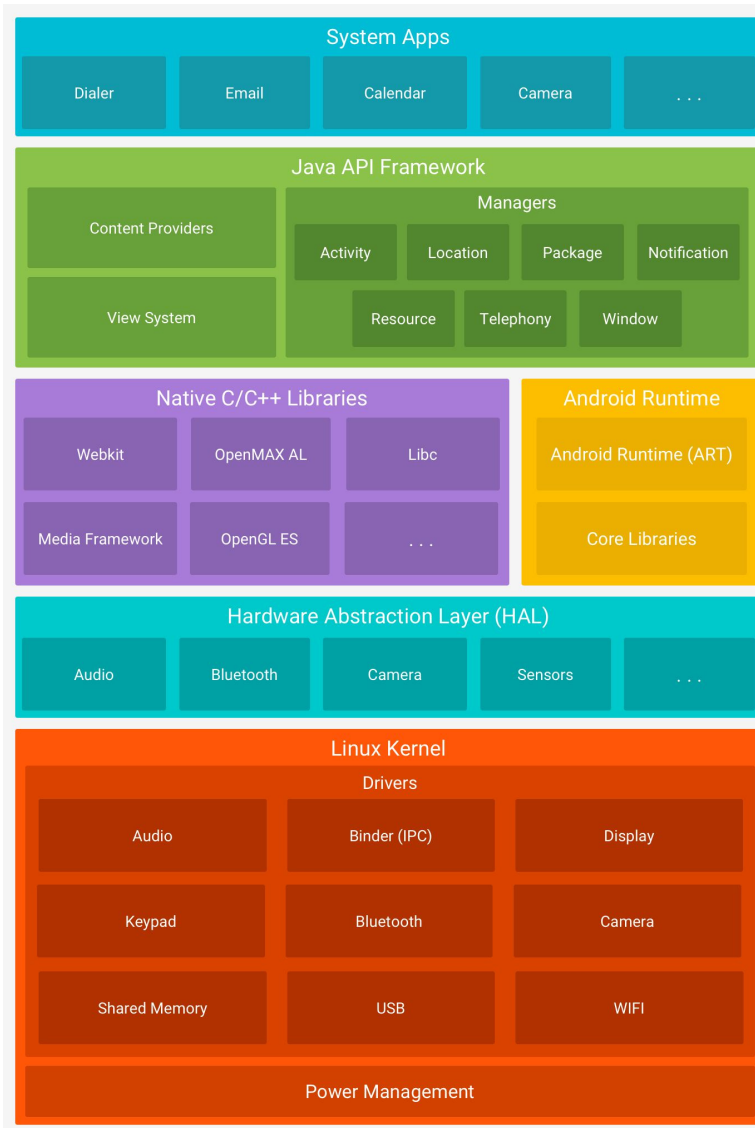 System Apps
Dialer
Email
Calendar
Camera
. . .
Java API Framework
Content Providers
View System
Managers
Activity
Location
Package
Notification
Resource
Telephony
Window
Native C/C++ Libraries
Webkit
OpenMAX AL
Libc
Media Framework
OpenGL ES
. . .
Android Runtime
Android Runtime (ART)
Core Libraries
Hardware Abstraction Layer (HAL)
Audio
Bluetooth
Camera
Sensors
. . .
Linux Kernel
Drivers
Audio
Binder (IPC)
Display
Keypad
Bluetooth
Camera
Shared Memory
USB
WIFI
Power Management